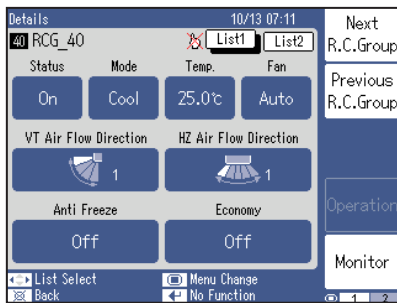 Details 10/13 07:11
40 RCG_40 List1 List2
Status Mode Temp. Fan
On Cool 25.0℃ Auto
VT Air Flow Direction HZ Air Flow Direction
1 1
Anti Freeze Economy
Off Off
List Select Menu Change
Back No Function
Next
R.C.Group
Previous
R.C.Group
Operation
Monitor
1 2